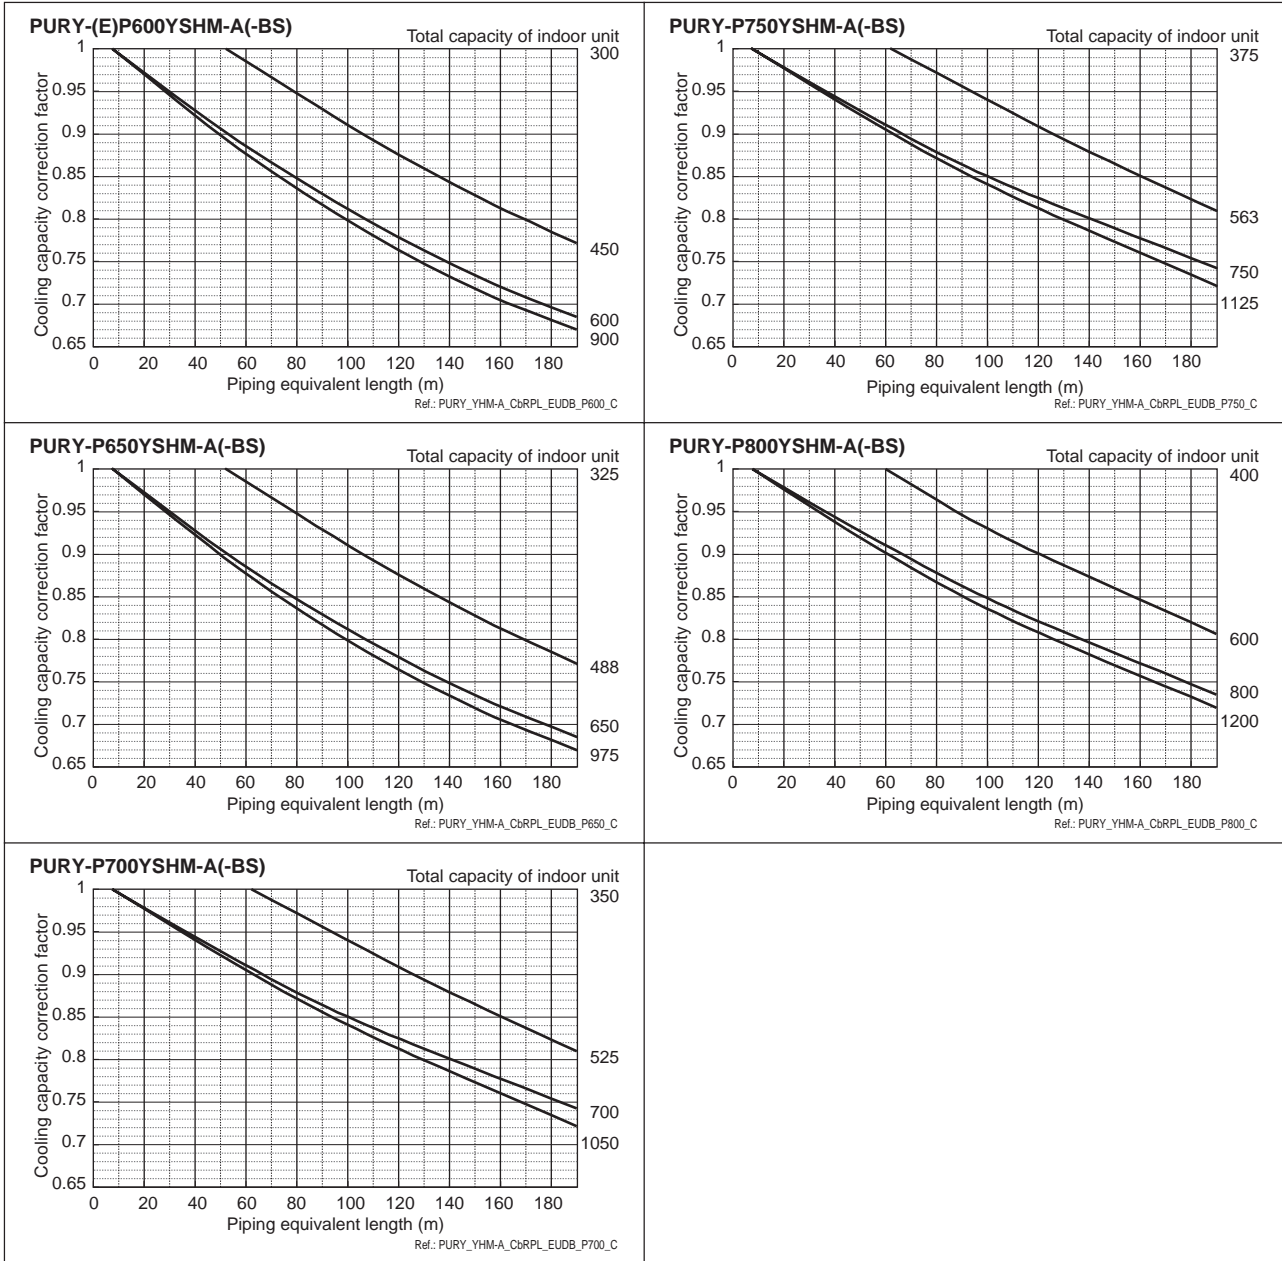 PURY-(E)P600YSHM-A(-BS)
Total capacity of indoor unit
Cooling capacity correction factor
1
0.95
0.9
0.85
0.8
0.75
0.7
0.65
300
450
600
900
0 20 40 60 80 100 120 140 160 180
Piping equivalent length (m)
Ref.: PURY_YHM-A_CbRPL_EUDB_P600_C
PURY-P750YSHM-A(-BS)
Total capacity of indoor unit
Cooling capacity correction factor
1
0.95
0.9
0.85
0.8
0.75
0.7
0.65
375
563
750
1125
0 20 40 60 80 100 120 140 160 180
Piping equivalent length (m)
Ref.: PURY_YHM-A_CbRPL_EUDB_P750_C
PURY-P650YSHM-A(-BS)
Total capacity of indoor unit
Cooling capacity correction factor
1
0.95
0.9
0.85
0.8
0.75
0.7
0.65
325
488
650
975
0 20 40 60 80 100 120 140 160 180
Piping equivalent length (m)
Ref.: PURY_YHM-A_CbRPL_EUDB_P650_C
PURY-P800YSHM-A(-BS)
Total capacity of indoor unit
Cooling capacity correction factor
1
0.95
0.9
0.85
0.8
0.75
0.7
0.65
400
600
800
1200
0 20 40 60 80 100 120 140 160 180
Piping equivalent length (m)
Ref.: PURY_YHM-A_CbRPL_EUDB_P800_C
PURY-P700YSHM-A(-BS)
Total capacity of indoor unit
Cooling capacity correction factor
1
0.95
0.9
0.85
0.8
0.75
0.7
0.65
350
525
700
1050
0 20 40 60 80 100 120 140 160 180
Piping equivalent length (m)
Ref.: PURY_YHM-A_CbRPL_EUDB_P700_C